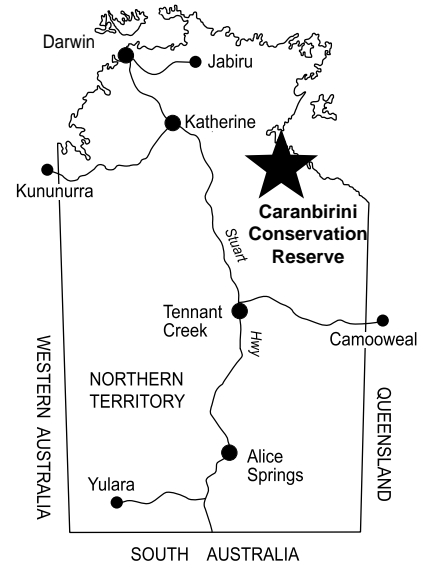 Darwin
Jabiru
Katherine
Kununurra
Caranbirini
Conservation
Reserve
Stuart
Tennant
Creek
Hwy
Camooweal
WESTERN AUSTRALIA
NORTHERN
TERRITORY
QUEENSLAND
Alice
Springs
Yulara
SOUTH AUSTRALIA